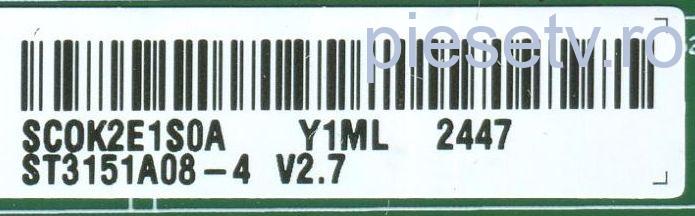 piesetv.ro
SCOK2E1S0A Y1ML 2447
ST3151A08-4 V2.7